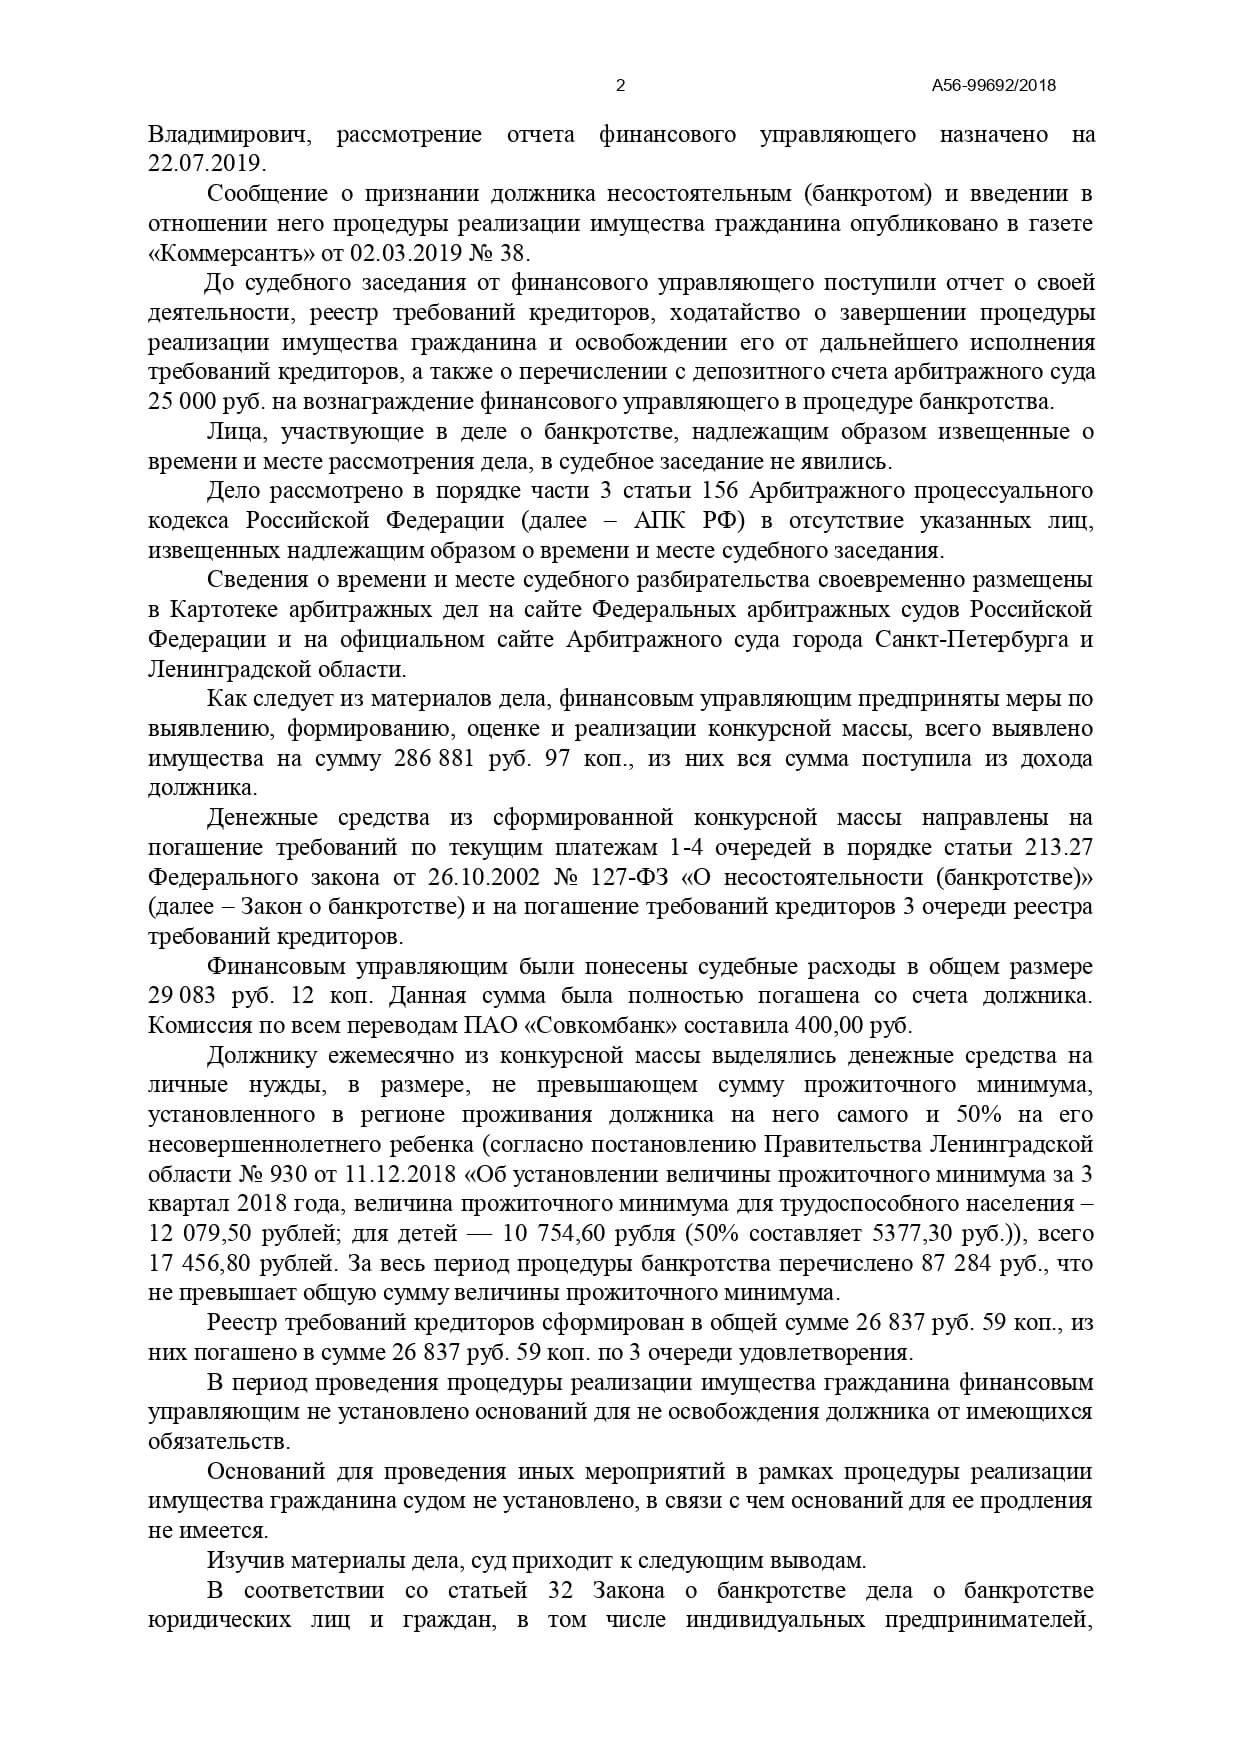 2
А56-99692/2018
Владимирович, рассмотрение отчета финансового управляющего назначено на
22.07.2019.
Сообщение о признании должника несостоятельным (банкротом) и введении в
отношении него процедуры реализации имущества гражданина опубликовано в газете
«Коммерсантъ» от 02.03.2019 № 38.
До судебного заседания от финансового управляющего поступили отчет о своей
деятельности, реестр требований кредиторов, ходатайство о завершении процедуры
реализации имущества гражданина и освобождении его от дальнейшего исполнения
требований кредиторов, а также о перечислении с депозитного счета арбитражного суда
25 000 руб. на вознаграждение финансового управляющего в процедуре банкротства.
Лица, участвующие в деле о банкротстве, надлежащим образом извещенные о
времени и месте рассмотрения дела, в судебное заседание не явились.
Дело рассмотрено в порядке части 3 статьи 156 Арбитражного процессуального
кодекса Российской Федерации (далее – АПК РФ) в отсутствие указанных лиц,
извещенных надлежащим образом о времени и месте судебного заседания.
Сведения о времени и месте судебного разбирательства своевременно размещены
в Картотеке арбитражных дел на сайте Федеральных арбитражных судов Российской
Федерации и на официальном сайте Арбитражного суда города Санкт-Петербурга и
Ленинградской области.
Как следует из материалов дела, финансовым управляющим предприняты меры по
выявлению, формированию, оценке и реализации конкурсной массы, всего выявлено
имущества на сумму 286 881 руб. 97 коп., из них вся сумма поступила из дохода
должника.
Денежные средства из сформированной конкурсной массы направлены на
погашение требований по текущим платежам 1-4 очередей в порядке статьи 213.27
Федерального закона от 26.10.2002 № 127-ФЗ «О несостоятельности (банкротстве)»
(далее – Закон о банкротстве) и на погашение требований кредиторов 3 очереди реестра
требований кредиторов.
Финансовым управляющим были понесены судебные расходы в общем размере
29 083 руб. 12 коп. Данная сумма была полностью погашена со счета должника.
Комиссия по всем переводам ПАО «Совкомбанк» составила 400,00 руб.
Должнику ежемесячно из конкурсной массы выделялись денежные средства на
личные нужды, в размере, не превышающем сумму прожиточного минимума,
установленного в регионе проживания должника на него самого и 50% на его
несовершеннолетнего ребенка (согласно постановлению Правительства Ленинградской
области № 930 от 11.12.2018 «Об установлении величины прожиточного минимума за 3
квартал 2018 года, величина прожиточного минимума для трудоспособного населения –
12 079,50 рублей; для детей — 10 754,60 рубля (50% составляет 5377,30 руб.)), всего
17 456,80 рублей. За весь период процедуры банкротства перечислено 87 284 руб., что
не превышает общую сумму величины прожиточного минимума.
Реестр требований кредиторов сформирован в общей сумме 26 837 руб. 59 коп., из
них погашено в сумме 26 837 руб. 59 коп. по 3 очереди удовлетворения.
В период проведения процедуры реализации имущества гражданина финансовым
управляющим не установлено оснований для не освобождения должника от имеющихся
обязательств.
Оснований для проведения иных мероприятий в рамках процедуры реализации
имущества гражданина судом не установлено, в связи с чем оснований для ее продления
не имеется.
Изучив материалы дела, суд приходит к следующим выводам.
В соответствии со статьей 32 Закона о банкротстве дела о банкротстве
юридических лиц и граждан, в том числе индивидуальных предпринимателей,